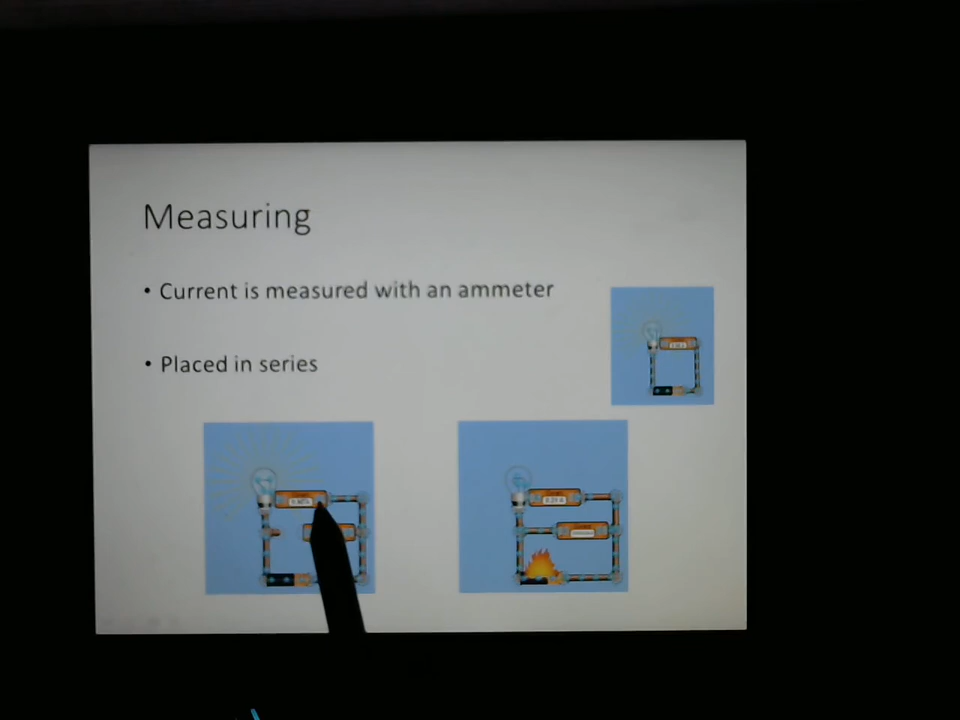 Measuring
• Current is measured with an ammeter
• Placed in series